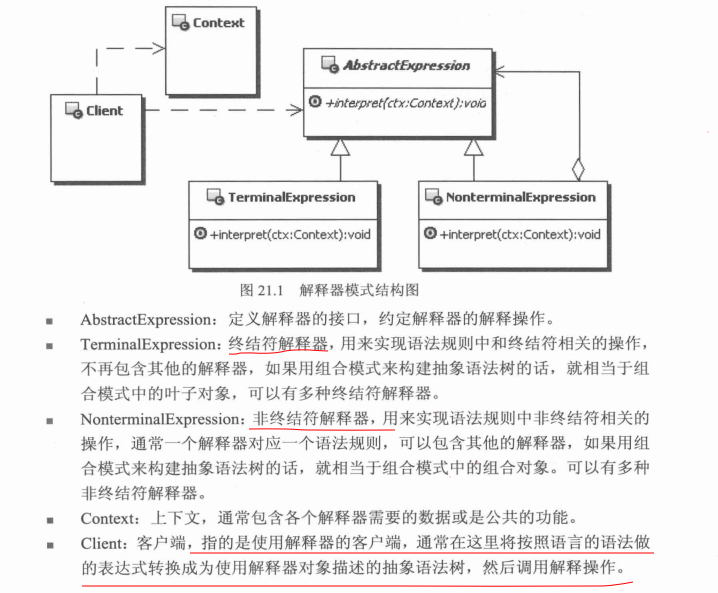 Context
AbstractExpression
+interpret(ctx:Context):void
Client
TerminalExpression
+interpret(ctx:Context):void
NonterminalExpression
+interpret(ctx:Context):void
图 21.1 解释器模式结构图
■ AbstractExpression：定义解释器的接口，约定解释器的解释操作。
■ TerminalExpression：终结符解释器，用来实现语法规则中和终结符相关的操作，
不再包含其他的解释器，如果用组合模式来构建抽象语法树的话，就相当于组
合模式中的叶子对象，可以有多种终结符解释器。
■ NonterminalExpression：非终结符解释器，用来实现语法规则中非终结符相关的
操作，通常一个解释器对应一个语法规则，可以包含其他的解释器，如果用组
合模式来构建抽象语法树的话，就相当于组合模式中的组合对象。可以有多种
非终结符解释器。
■ Context：上下文，通常包含各个解释器需要的数据或是公共的功能。
■ Client：客户端，指的是使用解释器的客户端，通常在这里将按照语言的语法做
的表达式转换成为使用解释器对象描述的抽象语法树，然后调用解释操作。